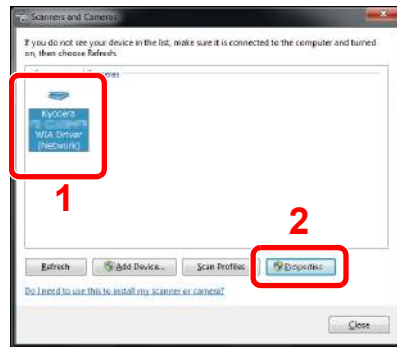 Scanners and Cameras
If you do not see your device in the list, make sure it is connected to the computer and turned
on, then choose Refresh.
Kyocera
WIA Driver
(Network)
1
2
Refresh
Add Device...
Scan Profiles
Properties
Do I need to use this to install my scanner or camera?
Close